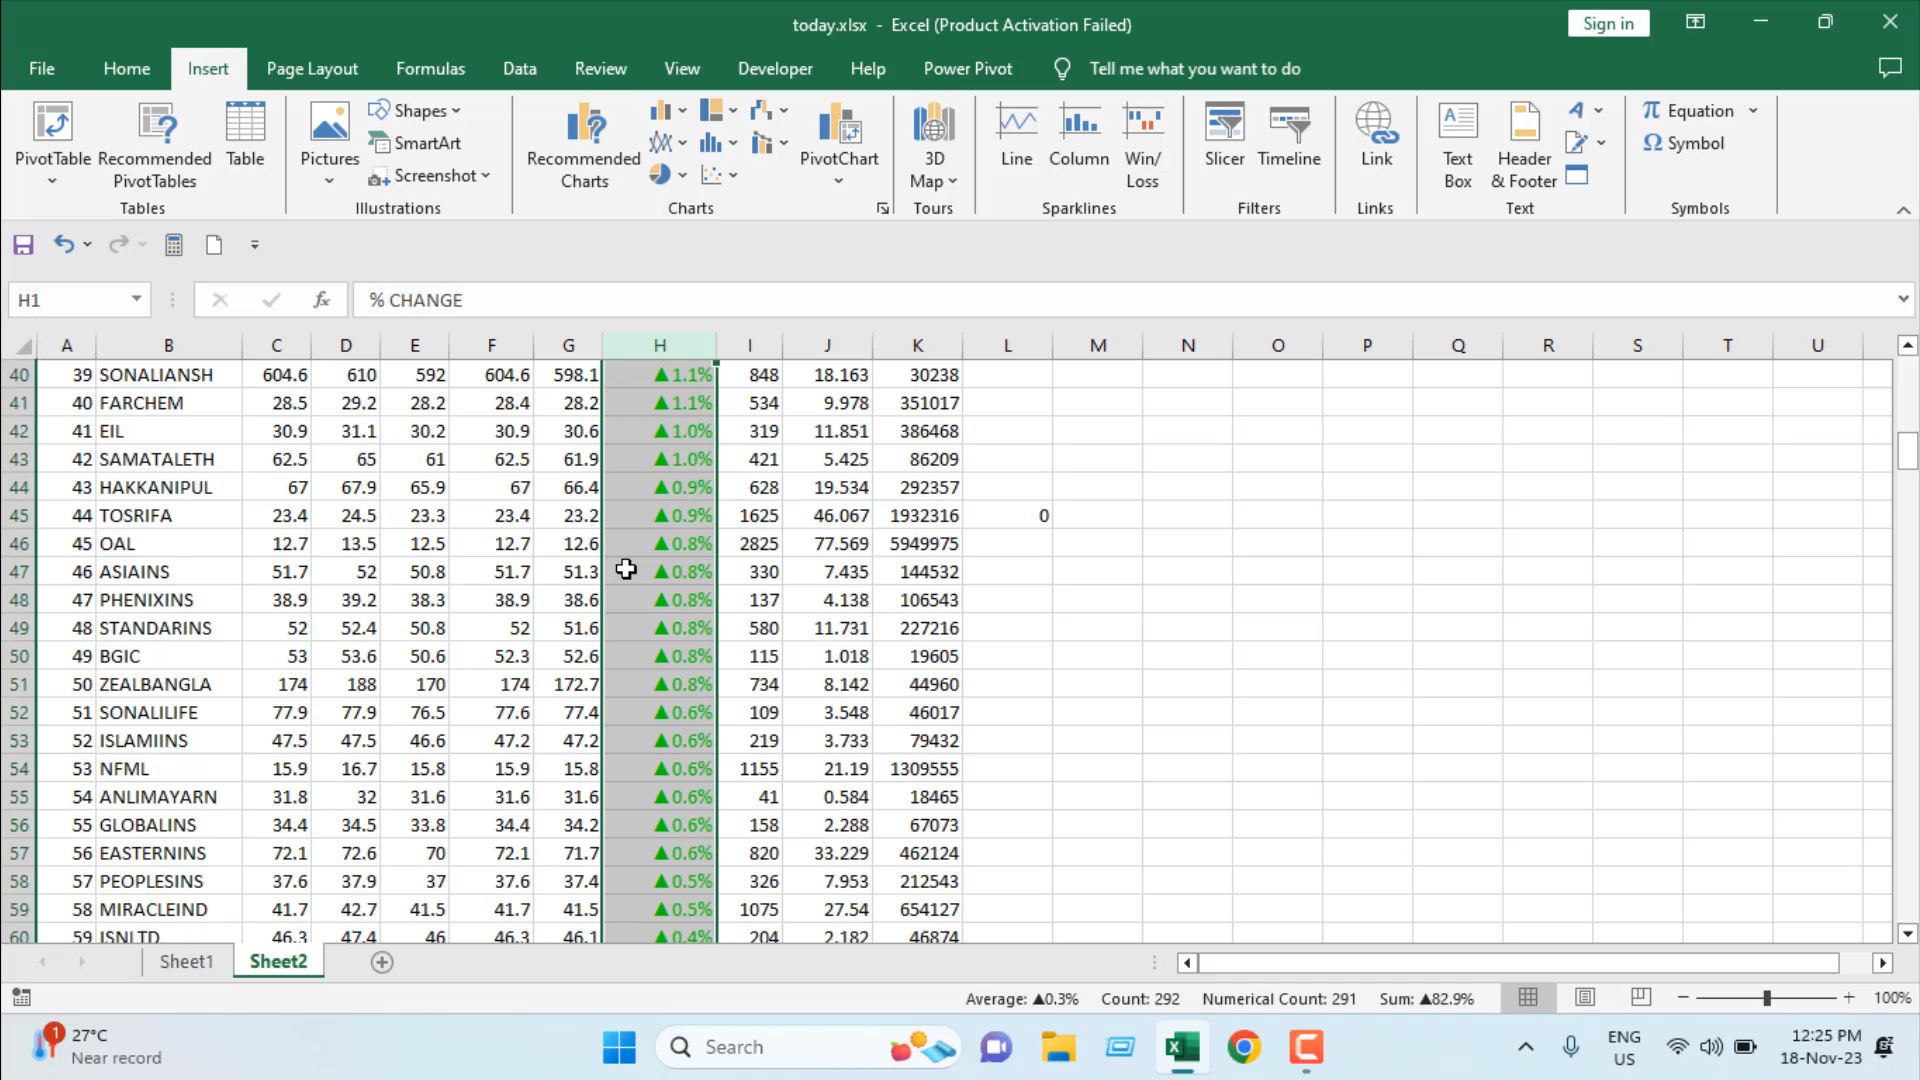 today.xlsx - Excel (Product Activation Failed)
Sign in
File Home Insert Page Layout Formulas Data Review View Developer Help Power Pivot Tell me what you want to do
PivotTable
Recommended PivotTables
Table
Tables
Pictures
Shapes
SmartArt
Screenshot
Illustrations
Recommended Charts
PivotChart
Charts
3D Map
Tours
Line
Column
Win/Loss
Sparklines
Slicer
Timeline
Filters
Link
Links
Text Box
Header & Footer
Text
π Equation
Ω Symbol
Symbols
H1 fx % CHANGE
A B C D E F G H I J K L M N O P Q R S T U
40 39 SONALIANSH 604.6 610 592 604.6 598.1 ▲1.1% 848 18.163 30238
41 40 FARCHEM 28.5 29.2 28.2 28.4 28.2 ▲1.1% 534 9.978 351017
42 41 EIL 30.9 31.1 30.2 30.9 30.6 ▲1.0% 319 11.851 386468
43 42 SAMATALETH 62.5 65 61 62.5 61.9 ▲1.0% 421 5.425 86209
44 43 HAKKANIPUL 67 67.9 65.9 67 66.4 ▲0.9% 628 19.534 292357
45 44 TOSRIFA 23.4 24.5 23.3 23.4 23.2 ▲0.9% 1625 46.067 1932316 0
46 45 OAL 12.7 13.5 12.5 12.7 12.6 ▲0.8% 2825 77.569 5949975
47 46 ASIAINS 51.7 52 50.8 51.7 51.3 ▲0.8% 330 7.435 144532
48 47 PHENIXINS 38.9 39.2 38.3 38.9 38.6 ▲0.8% 137 4.138 106543
49 48 STANDARINS 52 52.4 50.8 52 51.6 ▲0.8% 580 11.731 227216
50 49 BGIC 53 53.6 50.6 52.3 52.6 ▲0.8% 115 1.018 19605
51 50 ZEALBANGLA 174 188 170 174 172.7 ▲0.8% 734 8.142 44960
52 51 SONALILIFE 77.9 77.9 76.5 77.6 77.4 ▲0.6% 109 3.548 46017
53 52 ISLAMIINS 47.5 47.5 46.6 47.2 47.2 ▲0.6% 219 3.733 79432
54 53 NFML 15.9 16.7 15.8 15.9 15.8 ▲0.6% 1155 21.19 1309555
55 54 ANLIMAYARN 31.8 32 31.6 31.6 31.6 ▲0.6% 41 0.584 18465
56 55 GLOBALINS 34.4 34.5 33.8 34.4 34.2 ▲0.6% 158 2.288 67073
57 56 EASTERNINS 72.1 72.6 70 72.1 71.7 ▲0.6% 820 33.229 462124
58 57 PEOPLESINS 37.6 37.9 37 37.6 37.4 ▲0.5% 326 7.953 212543
59 58 MIRACLEIND 41.7 42.7 41.5 41.7 41.5 ▲0.5% 1075 27.54 654127
60 59 ISNLTD 46.3 47.4 46 46.3 46.1 ▲0.4% 204 2.182 46874
Sheet1 Sheet2
Average: ▲0.3% Count: 292 Numerical Count: 291 Sum: ▲82.9% 100%
1
27°C
Near record
Search
ENG
US
12:25 PM
18-Nov-23